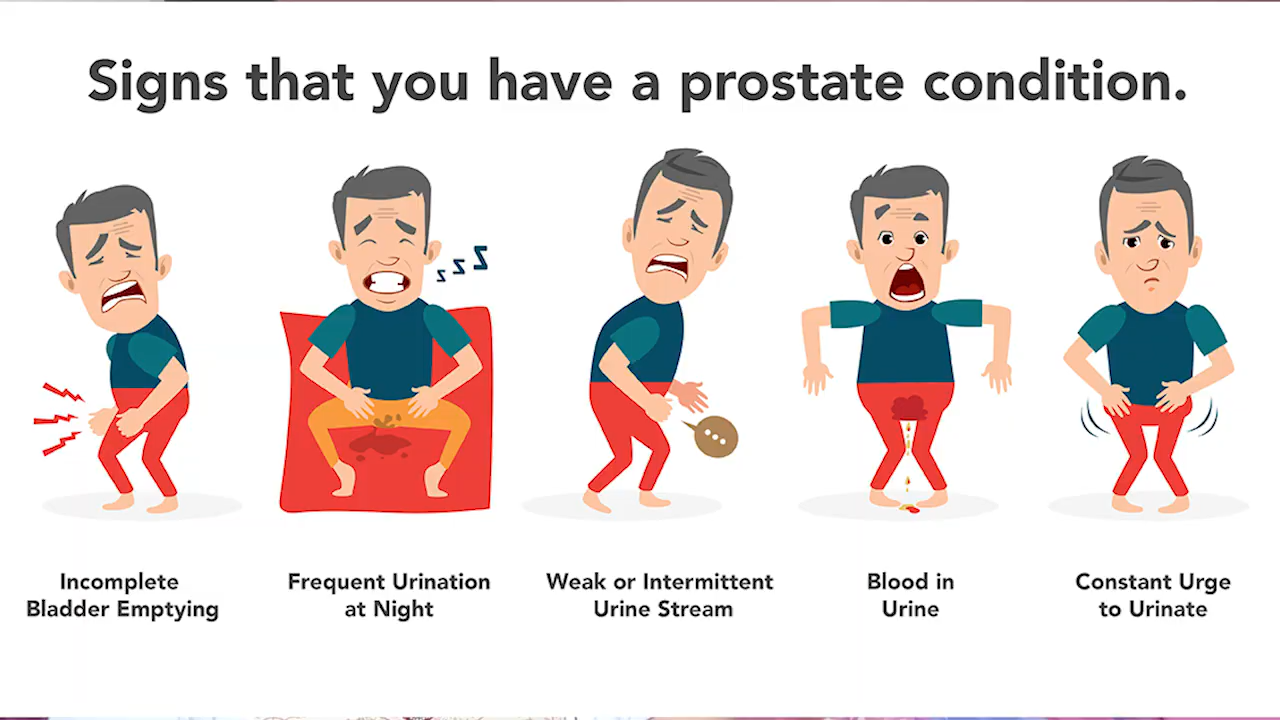 Signs that you have a prostate condition.
z z z
Incomplete
Bladder Emptying
Frequent Urination
at Night
Weak or Intermittent
Urine Stream
Blood in
Urine
Constant Urge
to Urinate